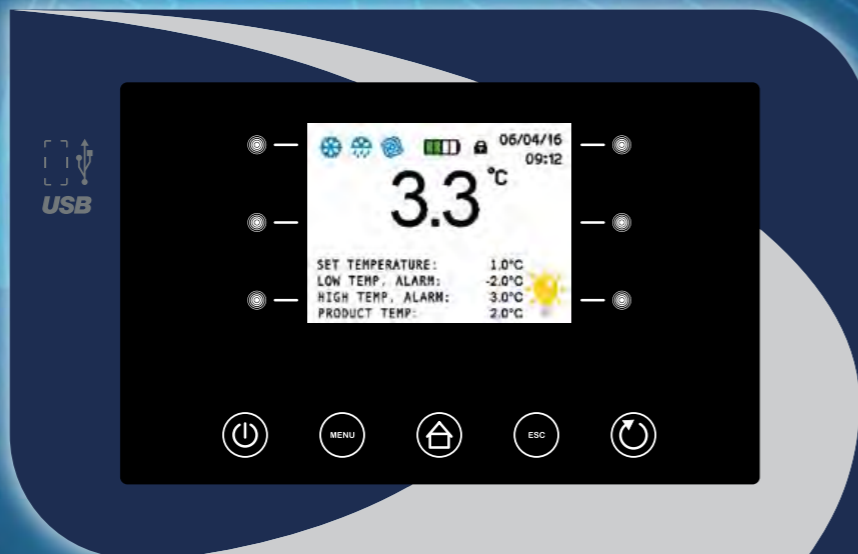 06/04/16
09:12
3.3 °C
SET TEMPERATURE: 1.0°C
LOW TEMP. ALARM: -2.0°C
HIGH TEMP. ALARM: 3.0°C
PRODUCT TEMP: 2.0°C
USB
MENU
ESC